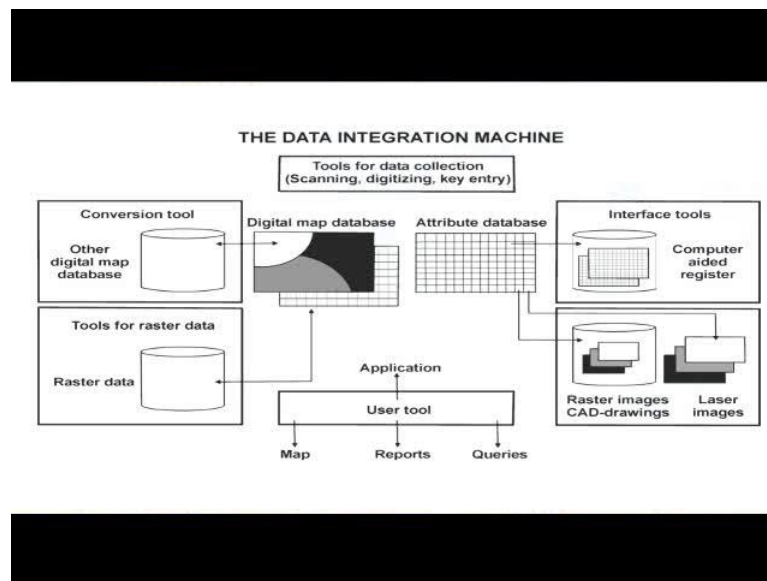 THE DATA INTEGRATION MACHINE
Tools for data collection
(Scanning, digitizing, key entry)
Conversion tool
Other
digital map
database
Digital map database
Attribute database
Interface tools
Computer
aided
register
Tools for raster data
Raster data
Raster images
CAD-drawings
Laser
images
Application
User tool
Map
Reports
Queries